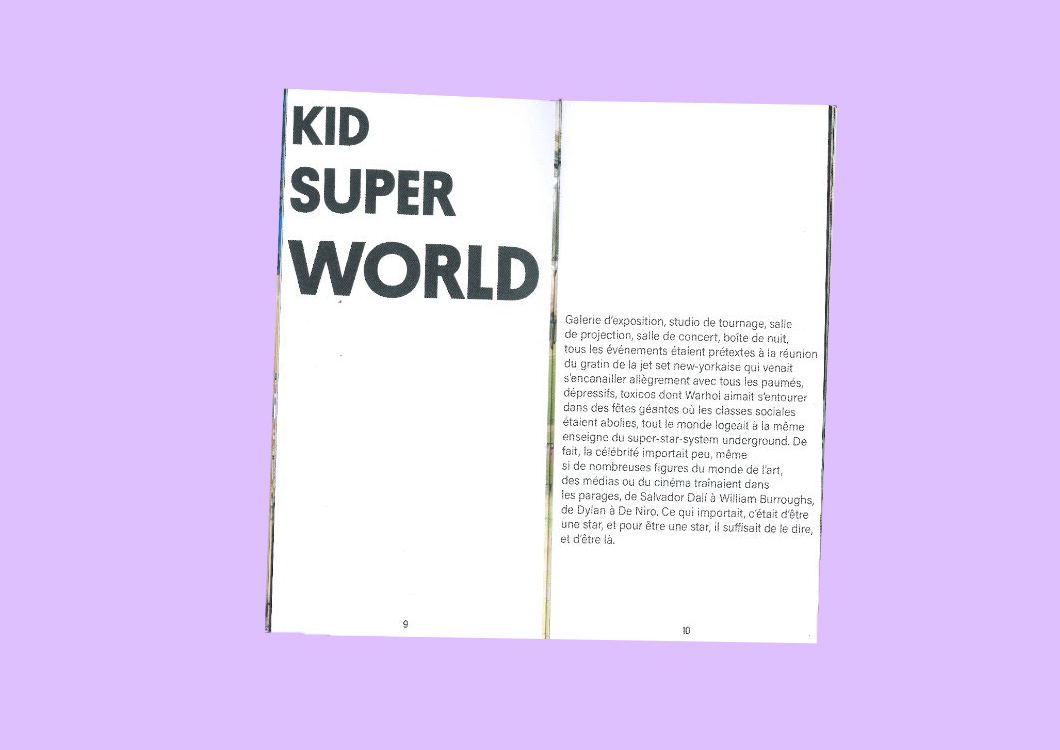 KID
SUPER
WORLD
9
Galerie d'exposition, studio de tournage, salle
de projection, salle de concert, boîte de nuit,
tous les événements étaient prétextes à la réunion
du gratin de la jet set new-yorkaise qui venait
s'encanailler allègrement avec tous les paumés,
dépressifs, toxicos dont Warhol aimait s'entourer
dans des fêtes géantes où les classes sociales
étaient abolies, tout le monde logeait à la même
enseigne du super-star-system underground. De
fait, la célébrité importait peu, même
si de nombreuses figures du monde de l'art,
des médias ou du cinéma traînaient dans
les parages, de Salvador Dalí à William Burroughs,
de Dylan à De Niro. Ce qui importait, c'était d'être
une star, et pour être une star, il suffisait de le dire,
et d'être là.
10